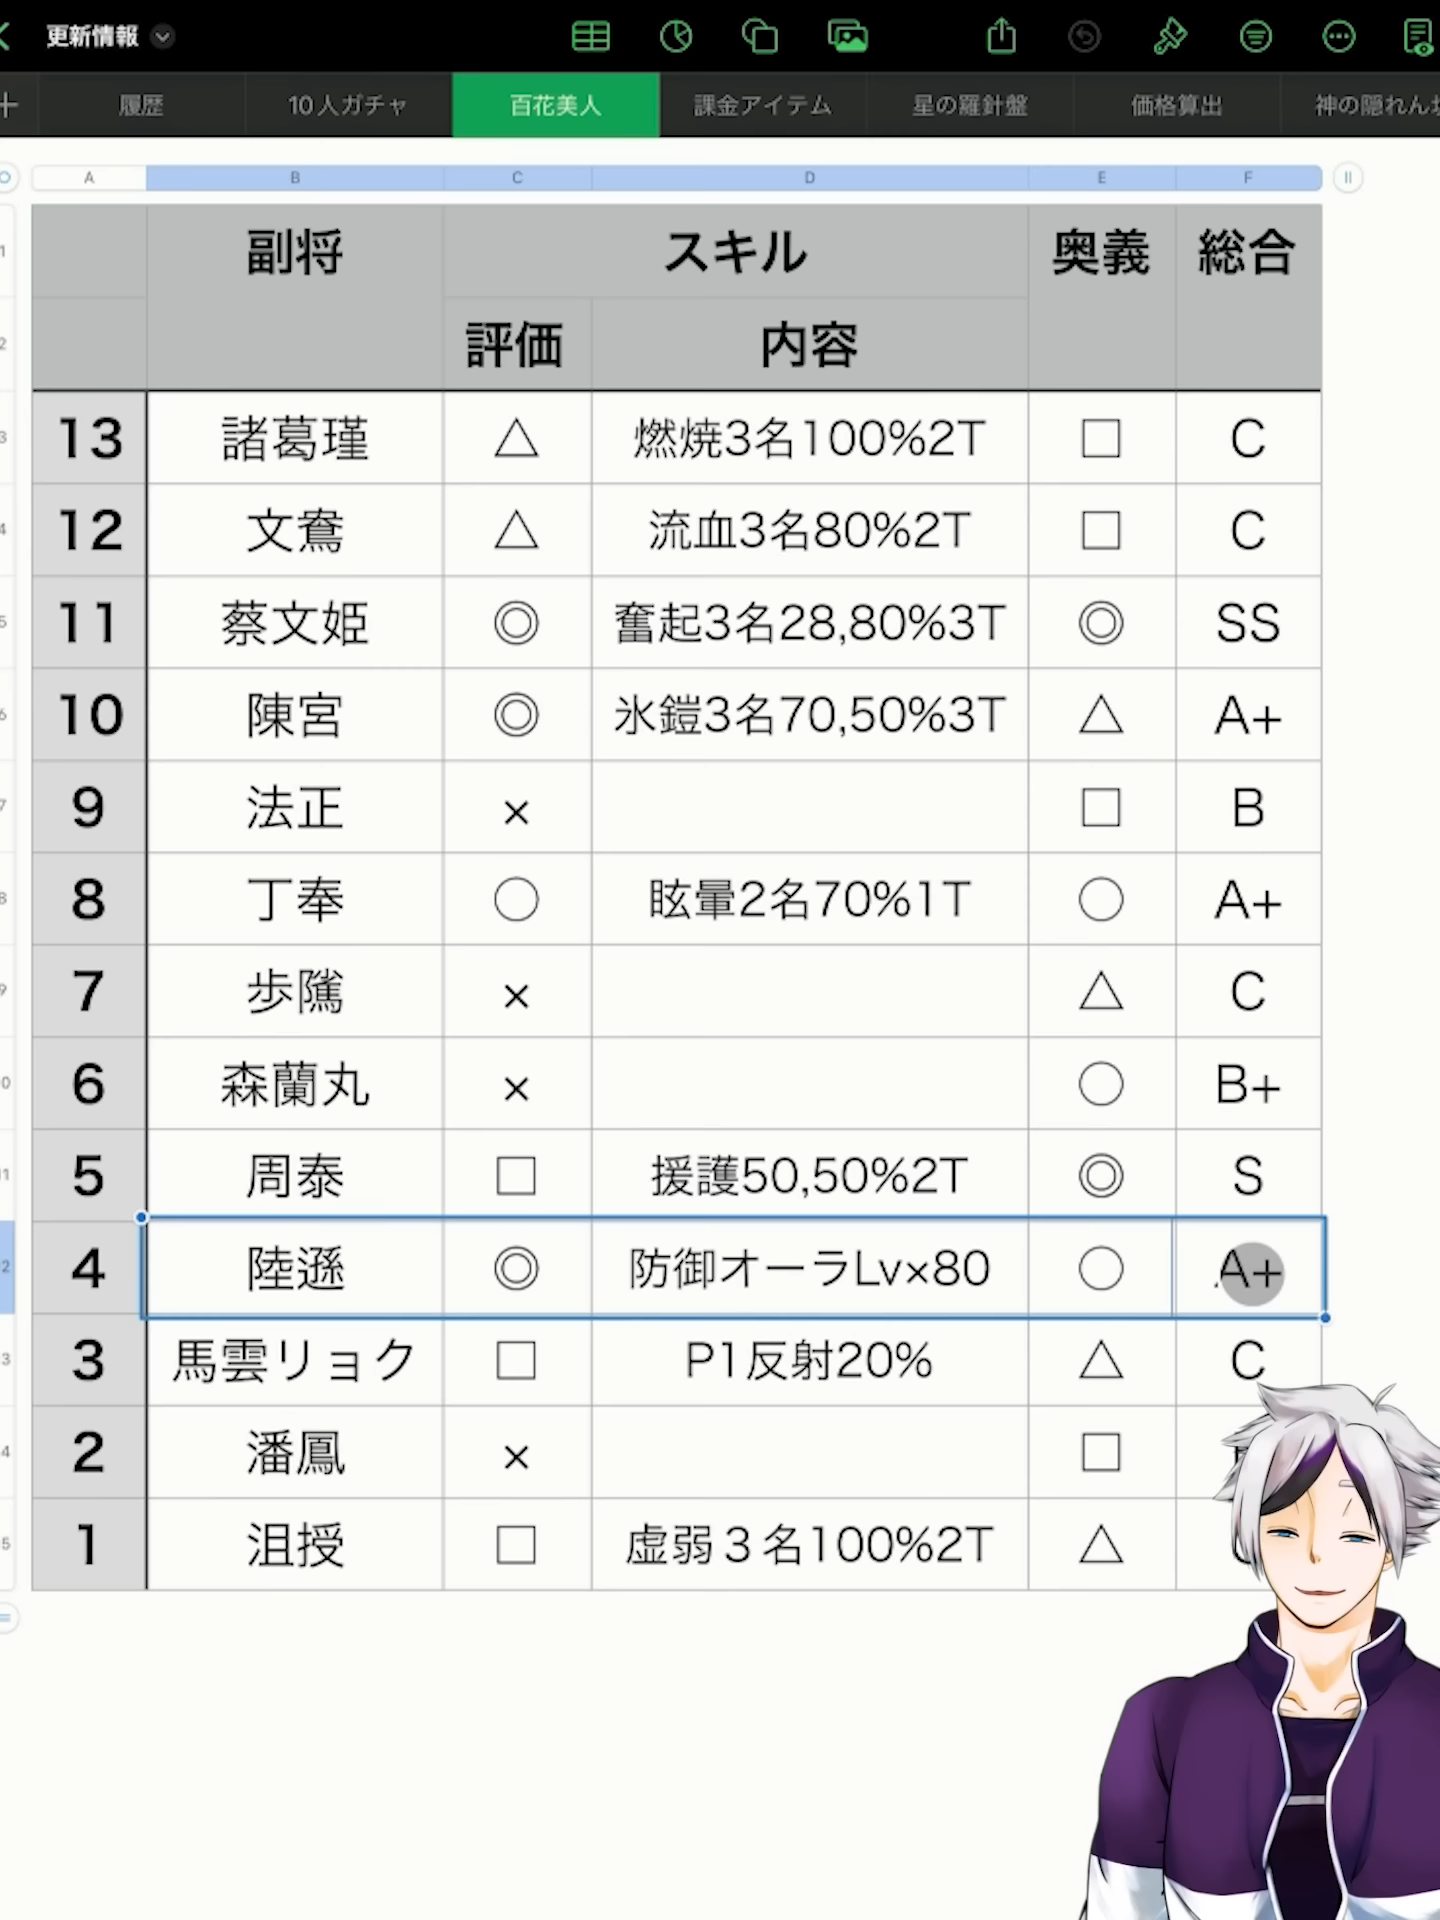 更新情報
履歴 10人ガチャ 百花美人 課金アイテム 星の羅針盤 価格算出 神の隠れん
A B C D E F
副将 スキル 奥義 総合
評価 内容
13 諸葛瑾 △ 燃焼3名100%2T □ C
12 文鴦 △ 流血3名80%2T □ C
11 蔡文姫 ◎ 奮起3名28,80%3T ◎ SS
10 陳宮 ◎ 氷鎧3名70,50%3T △ A+
9 法正 × □ B
8 丁奉 ○ 眩暈2名70%1T ○ A+
7 歩隲 × △ C
6 森蘭丸 × ○ B+
5 周泰 □ 援護50,50%2T ◎ S
4 陸遜 ◎ 防御オーラLv×80 ○ A+
3 馬雲リョク □ P1反射20% △ C
2 潘鳳 × □
1 沮授 □ 虚弱３名100%2T △